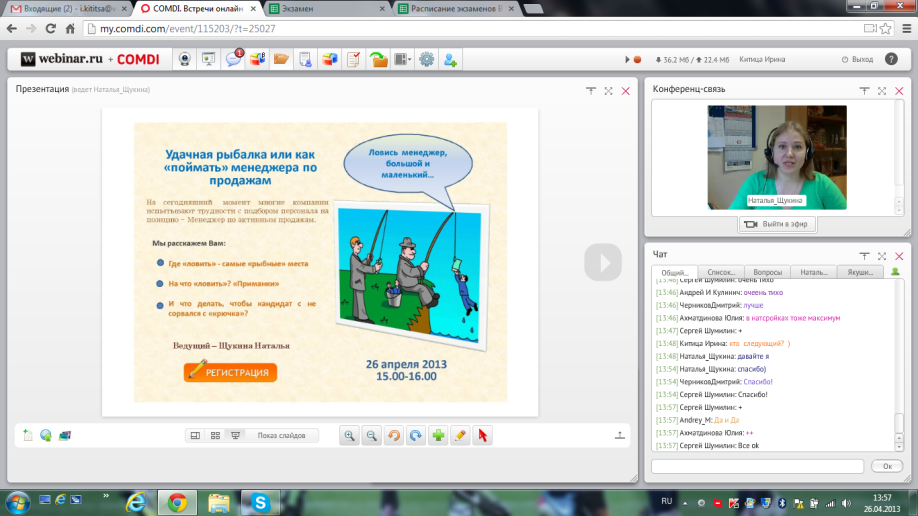 Входящие (2) - i.kititsa@
COMDI. Встречи онлайн
Экзамен
Расписание экзаменов В
my.comdi.com/event/115203/?t=25027
webinar.ru + COMDI
1
36.2 Мб / 22.4 Мб
Китица Ирина
Выход
Презентация (ведет Наталья_Щукина)
Удачная рыбалка или как
«поймать» менеджера по
продажам
На сегодняшний момент многие компании
испытывают трудности с подбором персонала на
позицию – Менеджер по активным продажам.
Мы расскажем Вам:
Где «ловить» - самые «рыбные» места
На что «ловить»? «Приманки»
И что делать, чтобы кандидат с не
сорвался с «крючка»?
Ведущий – Щукина Наталья
РЕГИСТРАЦИЯ
Ловись менеджер,
большой и
маленький...
26 апреля 2013
15.00-16.00
Показ слайдов
Конференц-связь
Наталья_Щукина
Выйти в эфир
Чат
Общий...
Список...
Вопросы
Наталь...
Якуши...
[13:46] Сергей Шумилин: очень тихо
[13:46] Андрей И Кулинич: очеень тихо
[13:46] ЧерниковДмитрий: лучше
[13:46] Ахматдинова Юлия: в натсройках тоже максимум
[13:47] Сергей Шумилин: +
[13:48] Китица Ирина: кто следующий? )
[13:48] Наталья_Щукина: давайте я
[13:54] Наталья_Щукина: спасибо)
[13:54] ЧерниковДмитрий: Спасибо!
[13:54] Сергей Шумилин: Спасибо!
[13:57] Сергей Шумилин: +
[13:57] Andrey_M: Да и Да
[13:57] Ахматдинова Юлия: ++
[13:57] Сергей Шумилин: Все ok
Ок
RU
13:57
26.04.2013